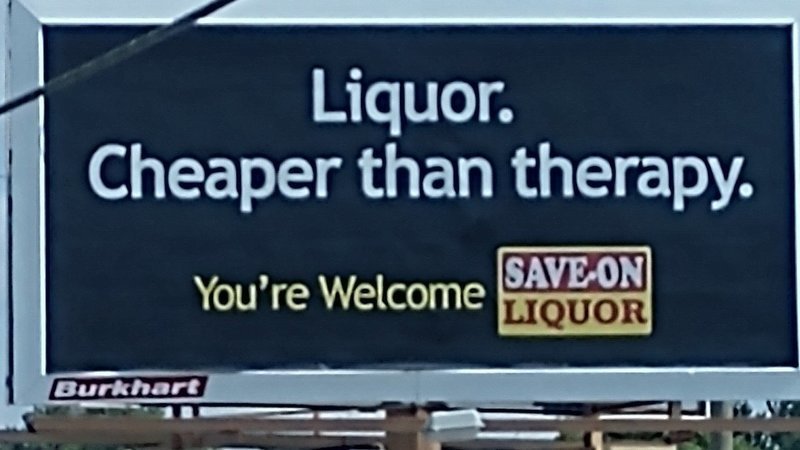 Liquor.
Cheaper than therapy.
You're Welcome
SAVE-ON
LIQUOR
Burkhart